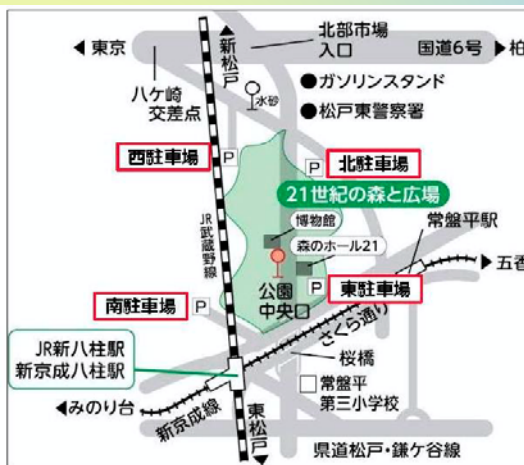 北部市場
入口
◀東京
▲新松戸
国道6号▶柏
八ケ崎
交差点
水砂
●ガソリンスタンド
●松戸東警察署
西駐車場
P
P
北駐車場
21世紀の森と広場
博物館
常盤平駅
JR武蔵野線
森のホール21
▶五香
公園
中央口
P
東駐車場
南駐車場
P
さくら通り
JR新八柱駅
新京成八柱駅
桜橋
常盤平
第三小学校
◀みのり台
新京成線
東松戸▼
県道松戸・鎌ケ谷線